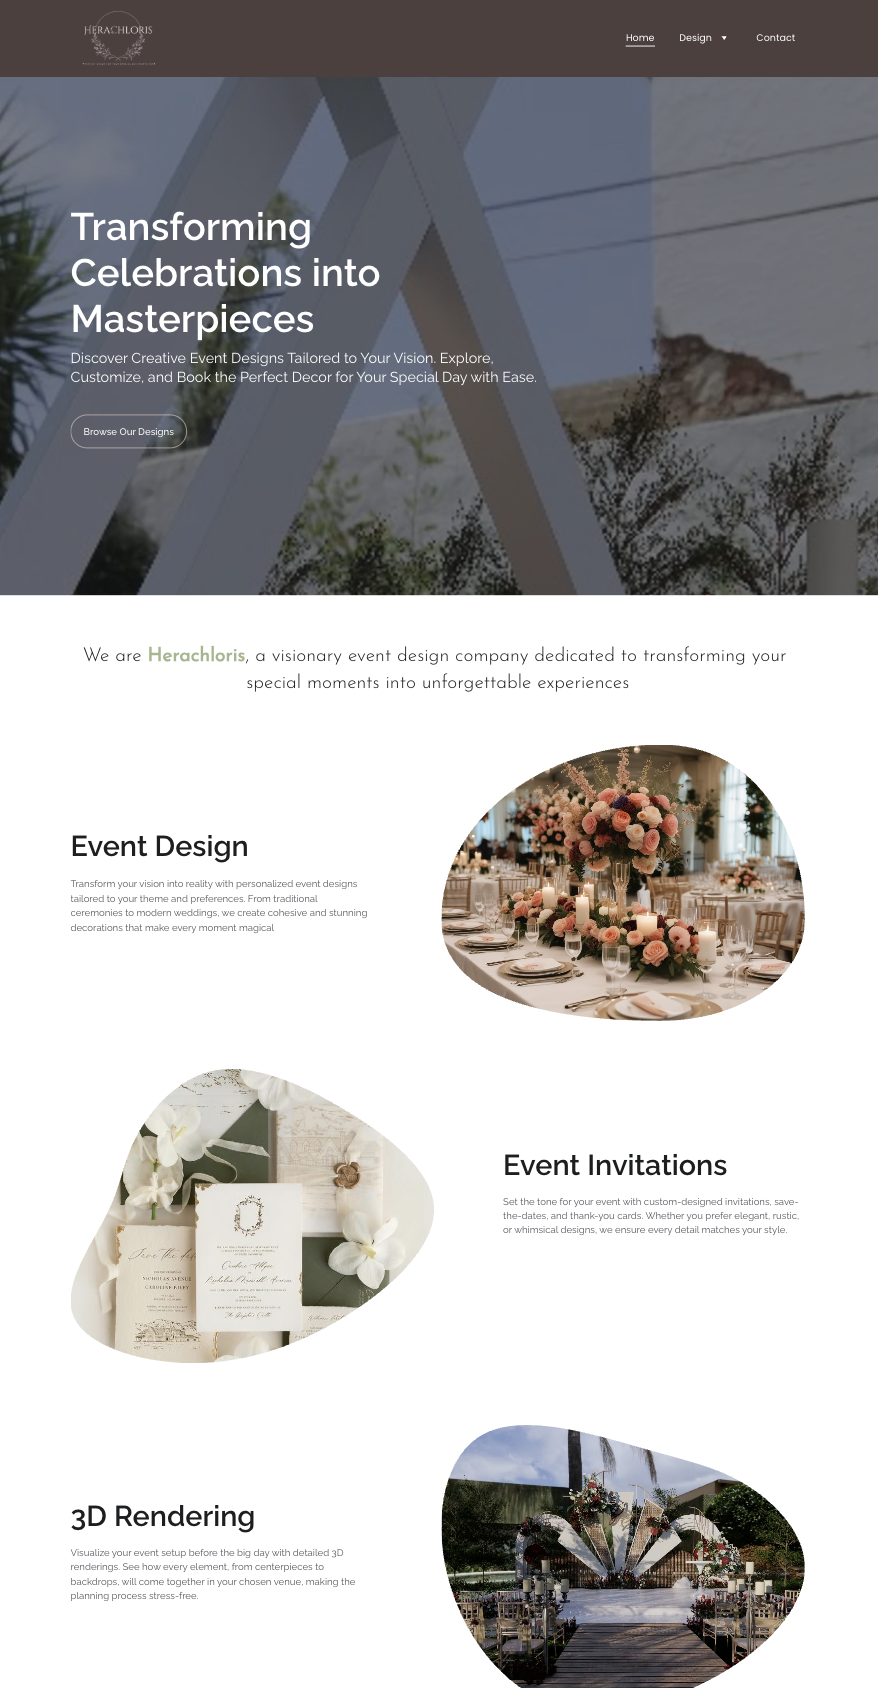 HERACHLORIS
Home
Design
Contact
Transforming
Celebrations into
Masterpieces
Discover Creative Event Designs Tailored to Your Vision. Explore,
Customize, and Book the Perfect Decor for Your Special Day with Ease.
Browse Our Designs
We are Herachloris, a visionary event design company dedicated to transforming your
special moments into unforgettable experiences
Event Design
Transform your vision into reality with personalized event designs
tailored to your theme and preferences. From traditional
ceremonies to modern weddings, we create cohesive and stunning
decorations that make every moment magical
Save the
NICHOLAS AVENUE
CAROLINE RILEY
Event Invitations
Set the tone for your event with custom-designed invitations, save-
the-dates, and thank-you cards. Whether you prefer elegant, rustic,
or whimsical designs, we ensure every detail matches your style.
3D Rendering
Visualize your event setup before the big day with detailed 3D
renderings. See how every element, from centerpieces to
backdrops, will come together in your chosen venue, making the
planning process stress-free.